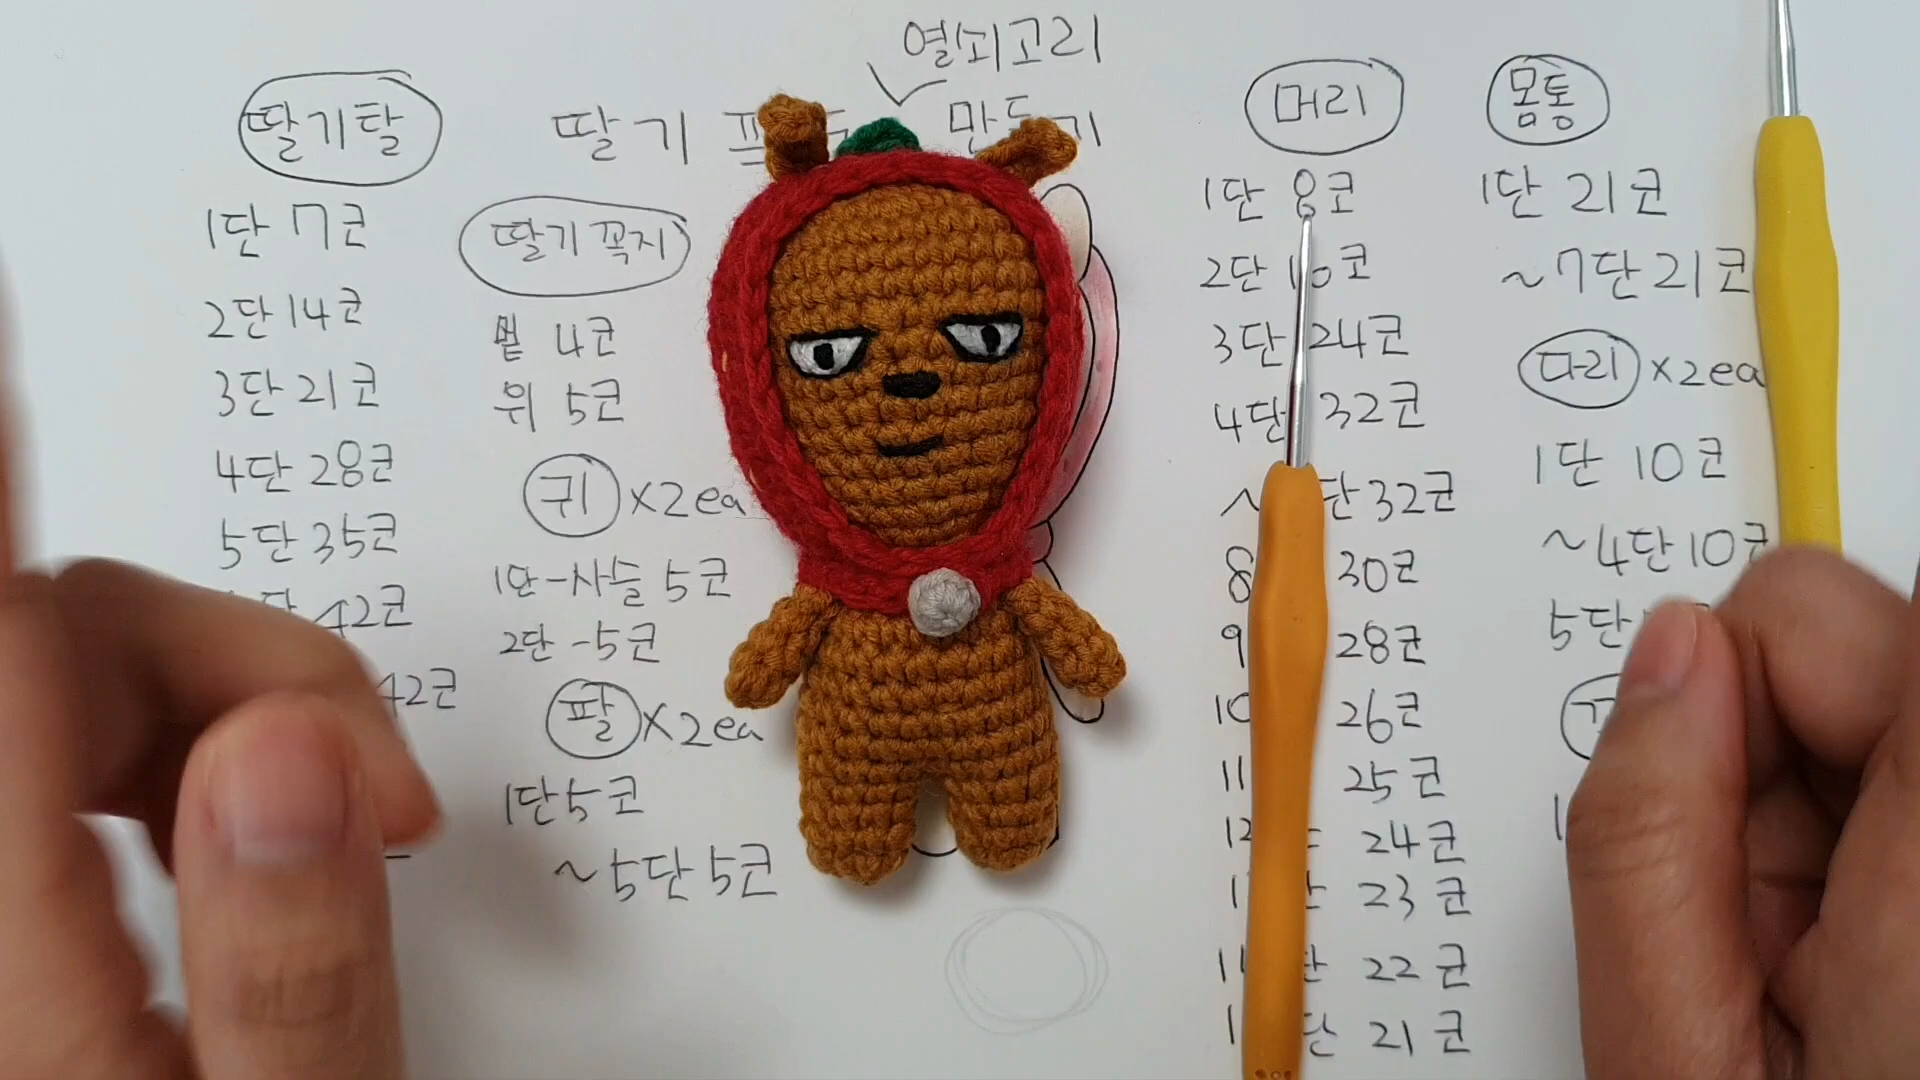 열쇠고리
딸기
딸기탈
1단 7코
2단 14코
3단 21코
4단 28코
5단 35코
42코
42코
딸기꼭지
밑 4코
위 5코
귀 x2ea
1단-사슬 5코
2단-5코
팔 x2ea
1단 5코
~5단 5코
머리
1단 8코
2단 16코
3단 24코
4단 32코
~ 단 32코
8 30코
9 28코
10 26코
11 25코
12 24코
단 23코
단 22코
단 21코
몸통
1단 21코
~7단 21코
다리 x2ea
1단 10코
~4단 10코
5단